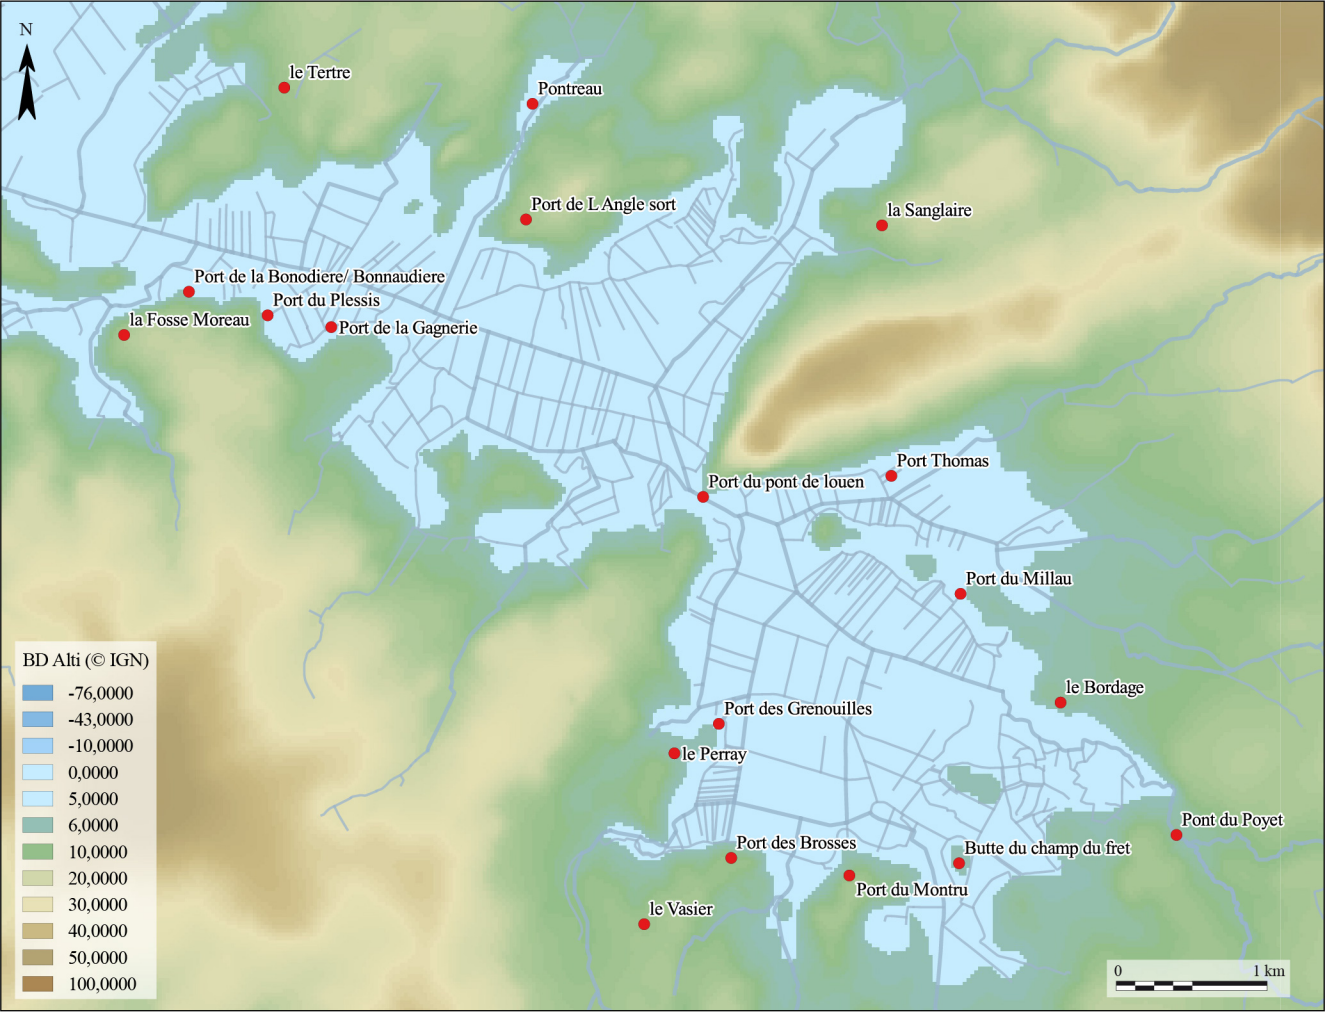 N
le Tertre
Pontreau
Port de L Angle sort
la Sanglaire
Port de la Bonodiere/ Bonnaudiere
Port du Plessis
la Fosse Moreau
Port de la Gagnerie
Port Thomas
Port du pont de louen
Port du Millau
le Bordage
Port des Grenouilles
le Perray
Pont du Poyet
Port des Brosses
Butte du champ du fret
Port du Montru
le Vasier
BD Alti (© IGN)
-76,0000
-43,0000
-10,0000
0,0000
5,0000
6,0000
10,0000
20,0000
30,0000
40,0000
50,0000
100,0000
0 1 km